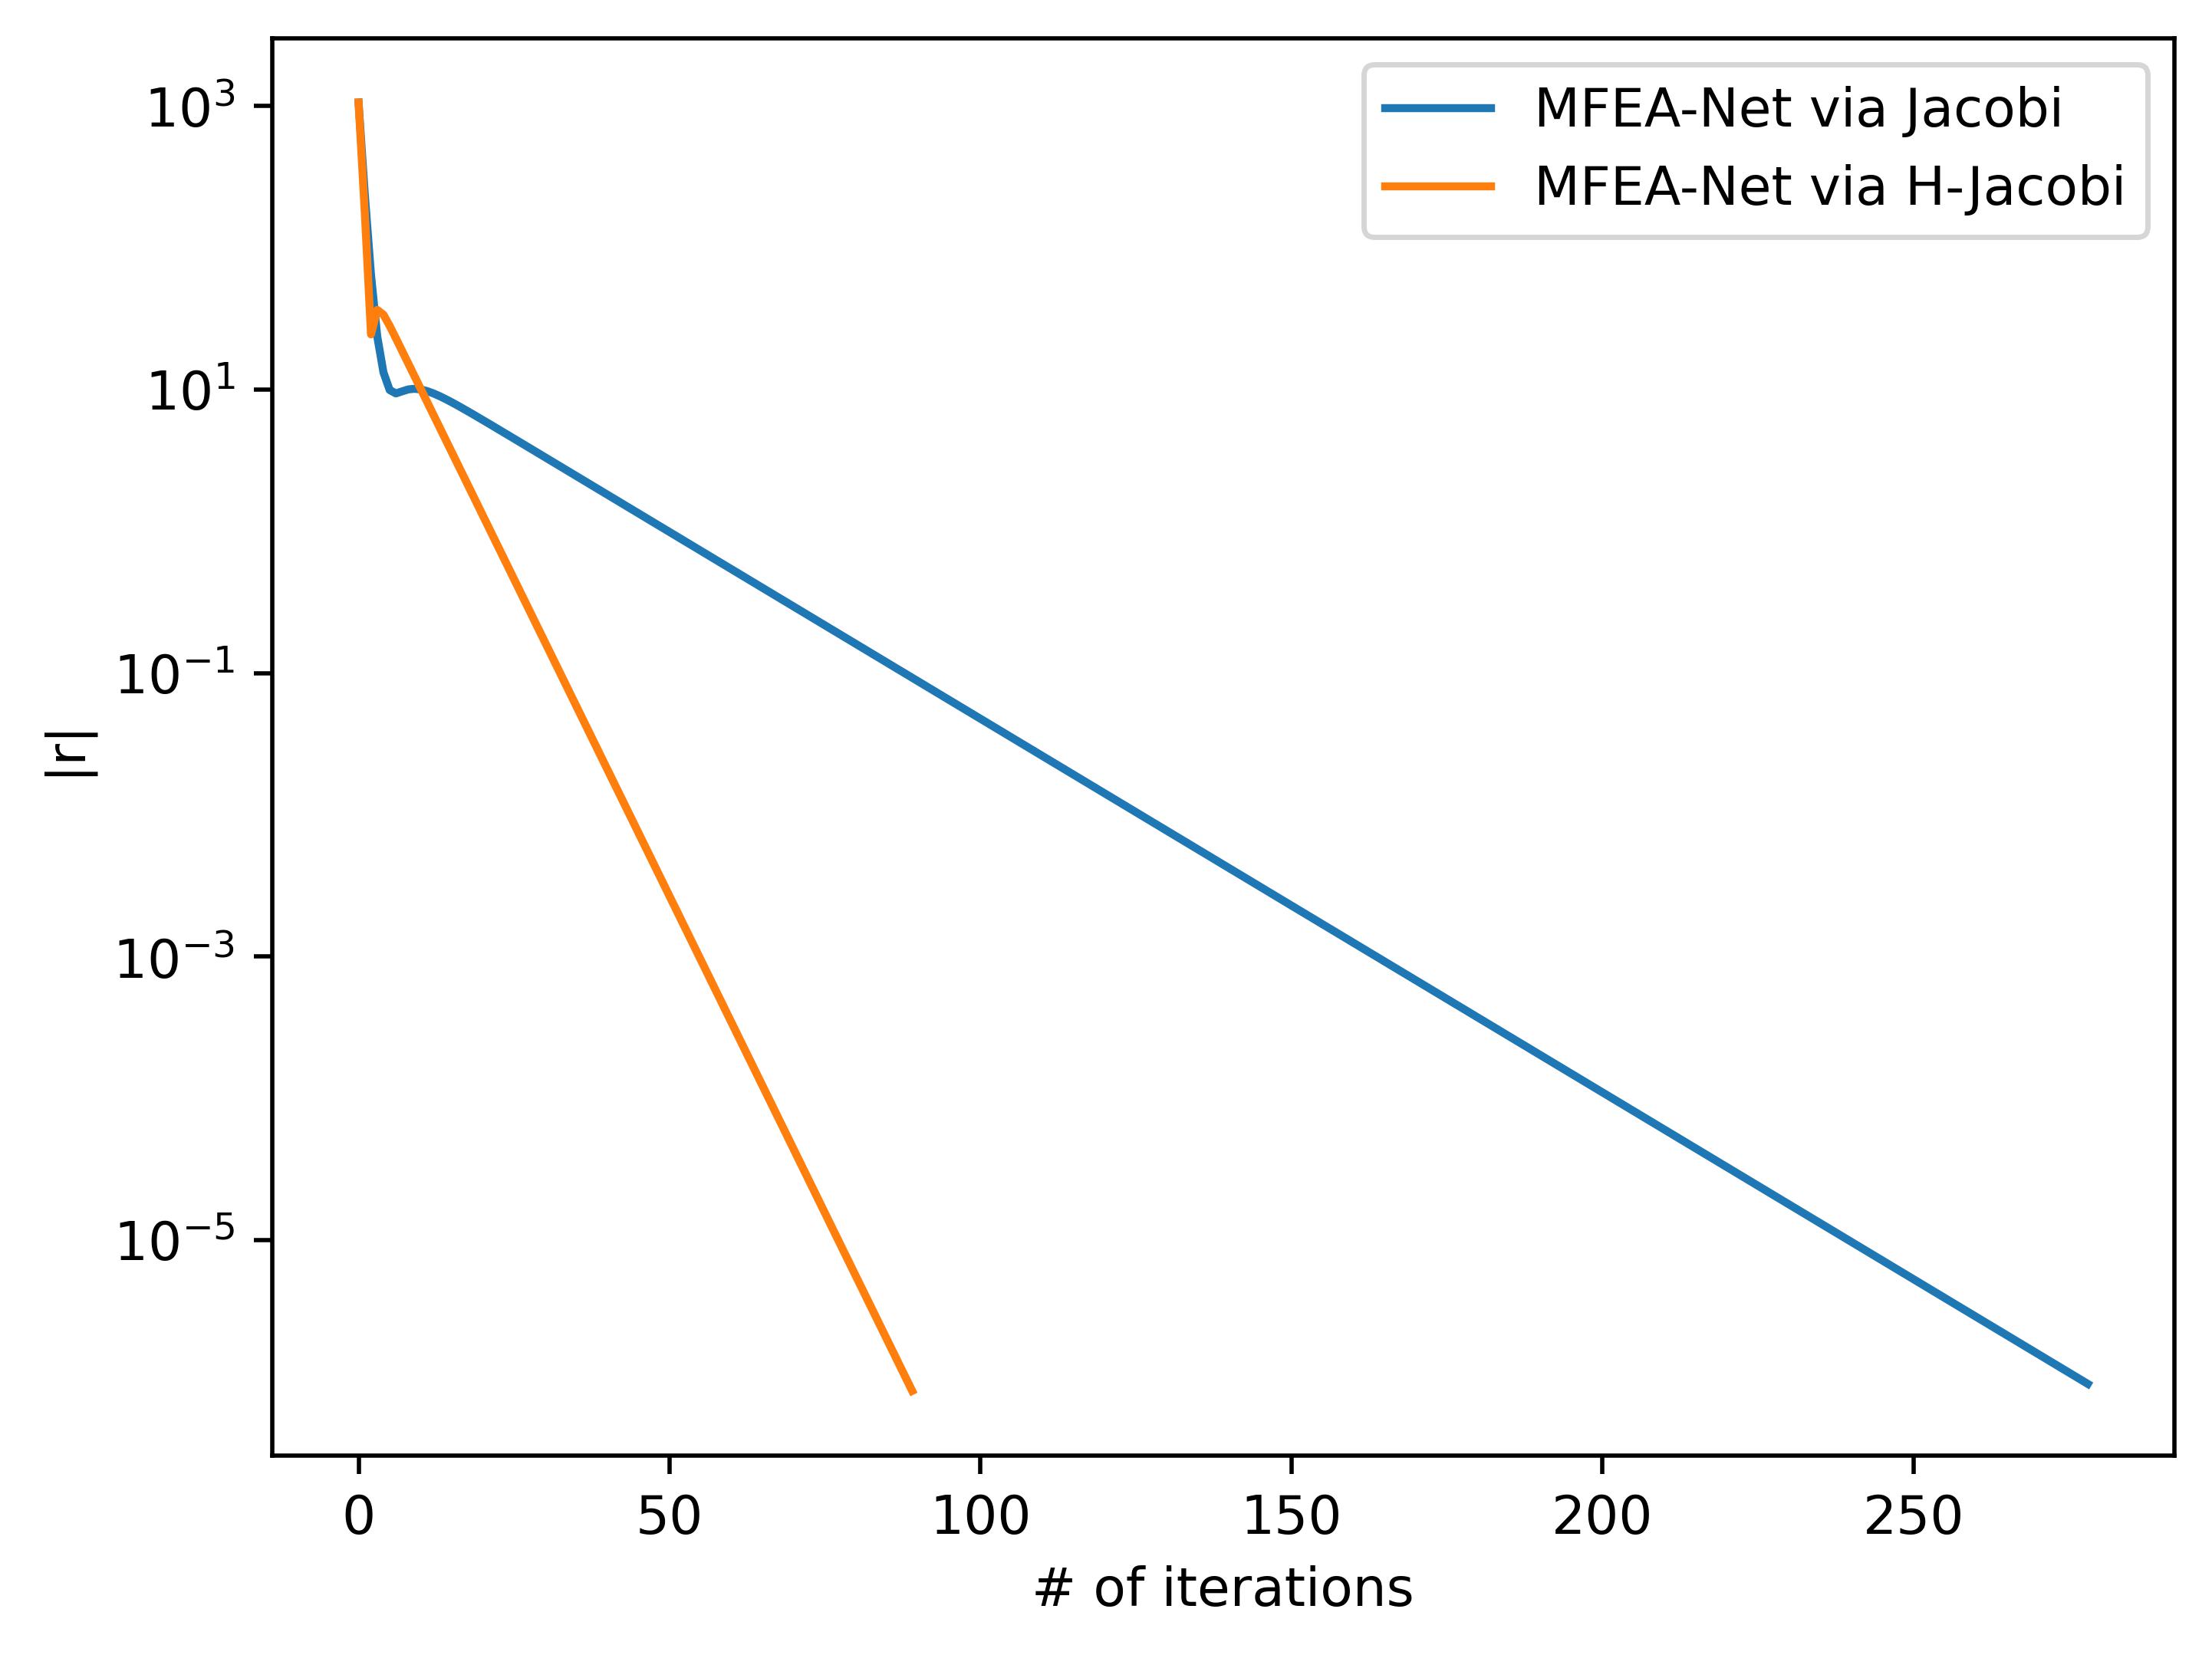 MFEA-Net via Jacobi
MFEA-Net via H-Jacobi
10³
10¹
10⁻¹
10⁻³
10⁻⁵
|r|
0 50 100 150 200 250
# of iterations